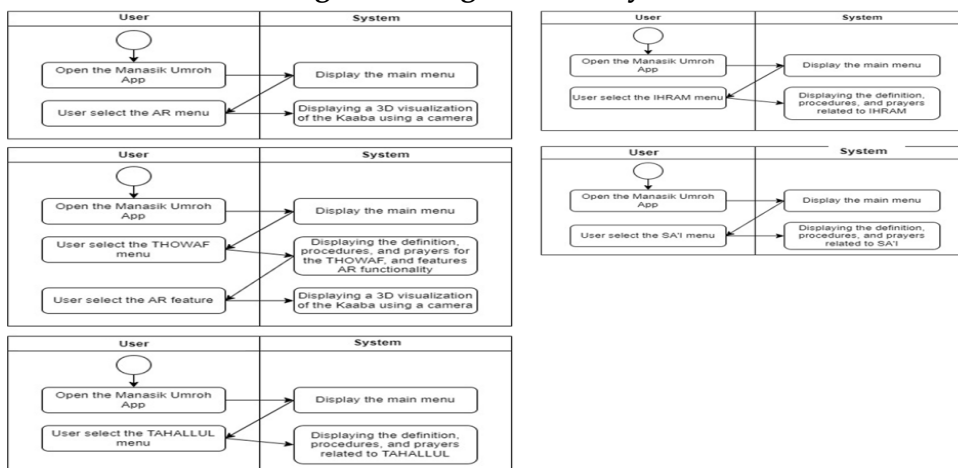 User
System
Open the Manasik Umroh
App
Display the main menu
User select the AR menu
Displaying a 3D visualization
of the Kaaba using a camera
User
System
Open the Manasik Umroh
App
Display the main menu
User select the THOWAF
menu
Displaying the definition,
procedures, and prayers for
the THOWAF, and features
AR functionality
User select the AR feature
Displaying a 3D visualization
of the Kaaba using a camera
User
System
Open the Manasik Umroh
App
Display the main menu
User select the TAHALLUL
menu
Displaying the definition,
procedures, and prayers
related to TAHALLUL
User
System
Open the Manasik Umroh
App
Display the main menu
User select the IHRAM menu
Displaying the definition,
procedures, and prayers
related to IHRAM
User
System
Open the Manasik Umroh
App
Display the main menu
User select the SA'I menu
Displaying the definition,
procedures, and prayers
related to SA'I